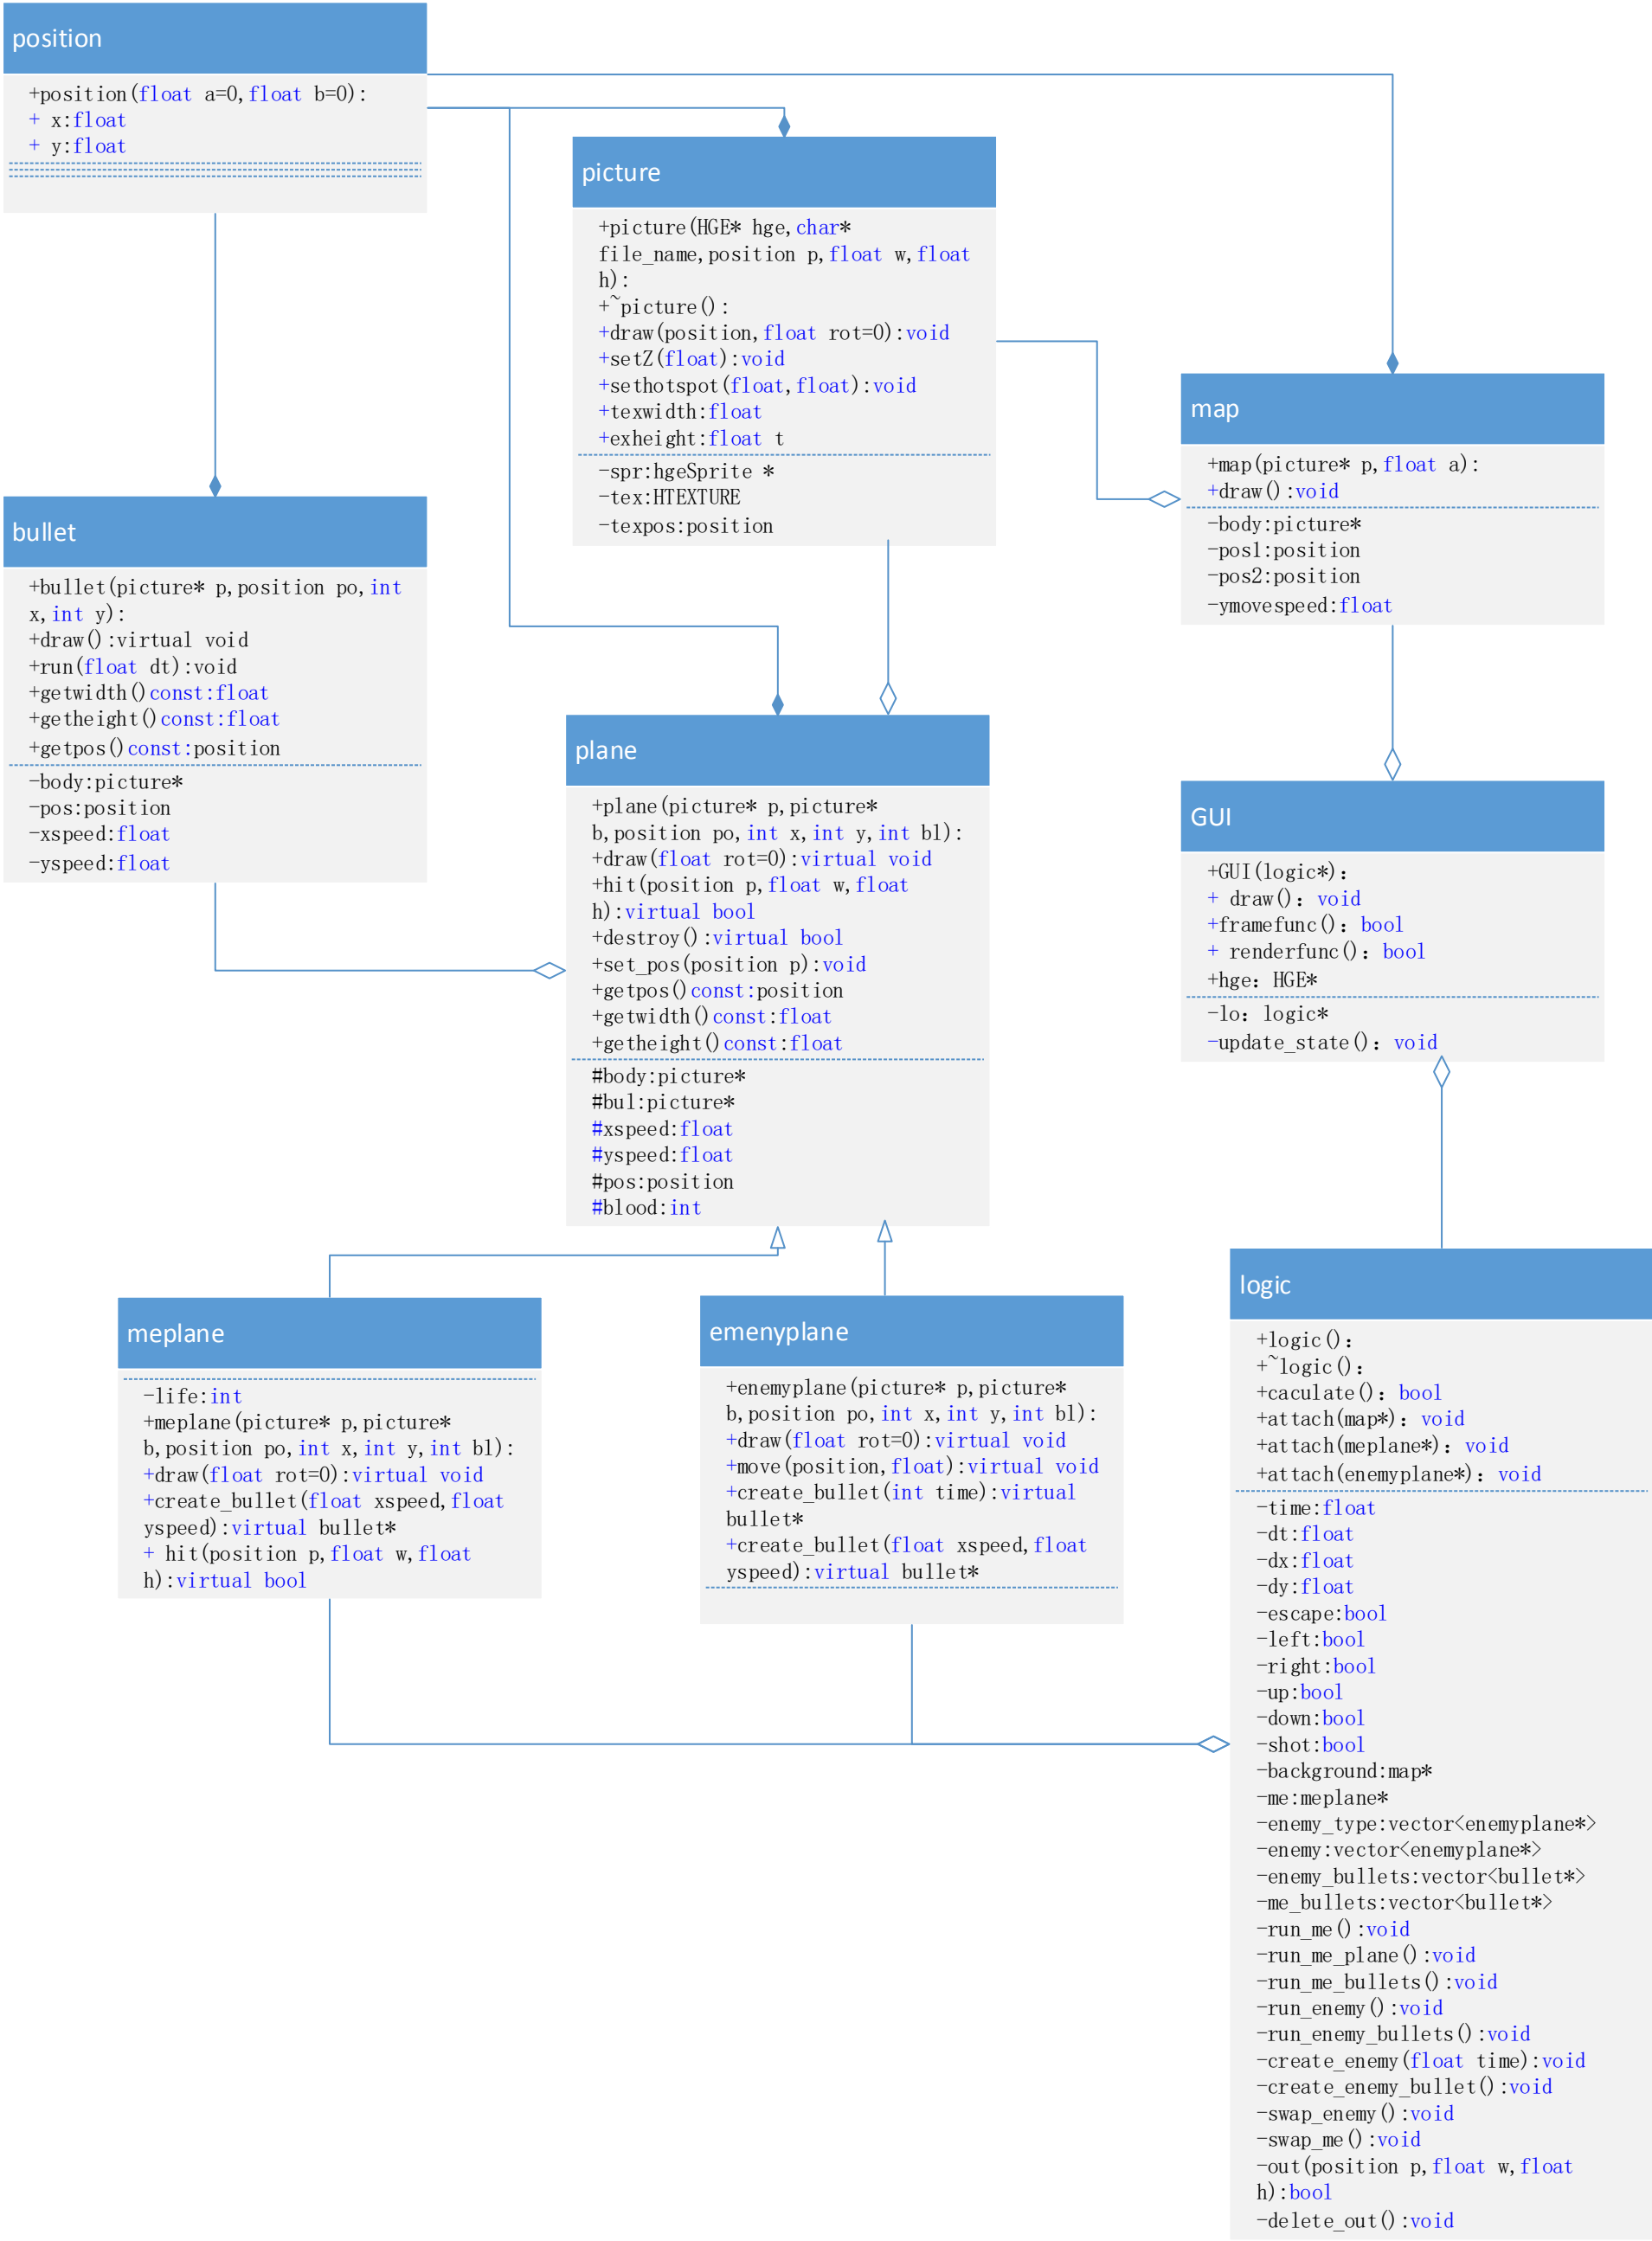 position
+position(float a=0,float b=0):
+ x:float
+ y:float
picture
+picture(HGE* hge,char*
file_name,position p,float w,float
h):
+~picture():
+draw(position,float rot=0):void
+setZ(float):void
+sethotspot(float,float):void
+texwidth:float
+exheight:float t
-spr:hgeSprite *
-tex:HTEXTURE
-texpos:position
map
+map(picture* p,float a):
+draw():void
-body:picture*
-pos1:position
-pos2:position
-ymovespeed:float
bullet
+bullet(picture* p,position po,int
x,int y):
+draw():virtual void
+run(float dt):void
+getwidth()const:float
+getheight()const:float
+getpos()const:position
-body:picture*
-pos:position
-xspeed:float
-yspeed:float
plane
+plane(picture* p,picture*
b,position po,int x,int y,int bl):
+draw(float rot=0):virtual void
+hit(position p,float w,float
h):virtual bool
+destroy():virtual bool
+set_pos(position p):void
+getpos()const:position
+getwidth()const:float
+getheight()const:float
#body:picture*
#bul:picture*
#xspeed:float
#yspeed:float
#pos:position
#blood:int
GUI
+GUI(logic*)：
+ draw()：void
+framefunc()：bool
+ renderfunc()：bool
+hge：HGE*
-lo：logic*
-update_state()：void
meplane
-life:int
+meplane(picture* p,picture*
b,position po,int x,int y,int bl):
+draw(float rot=0):virtual void
+create_bullet(float xspeed,float
yspeed):virtual bullet*
+ hit(position p,float w,float
h):virtual bool
emenyplane
+enemyplane(picture* p,picture*
b,position po,int x,int y,int bl):
+draw(float rot=0):virtual void
+move(position,float):virtual void
+create_bullet(int time):virtual
bullet*
+create_bullet(float xspeed,float
yspeed):virtual bullet*
logic
+logic()：
+~logic()：
+caculate()：bool
+attach(map*)：void
+attach(meplane*)：void
+attach(enemyplane*)：void
-time:float
-dt:float
-dx:float
-dy:float
-escape:bool
-left:bool
-right:bool
-up:bool
-down:bool
-shot:bool
-background:map*
-me:meplane*
-enemy_type:vector<enemyplane*>
-enemy:vector<enemyplane*>
-enemy_bullets:vector<bullet*>
-me_bullets:vector<bullet*>
-run_me():void
-run_me_plane():void
-run_me_bullets():void
-run_enemy():void
-run_enemy_bullets():void
-create_enemy(float time):void
-create_enemy_bullet():void
-swap_enemy():void
-swap_me():void
-out(position p,float w,float
h):bool
-delete_out():void